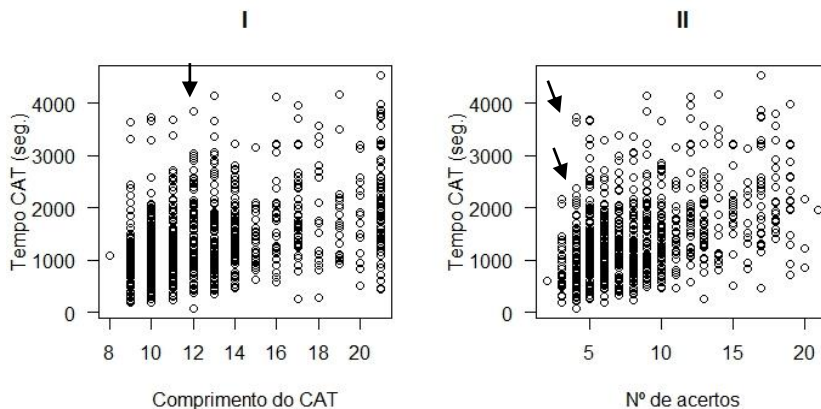 I
II
Tempo CAT (seg.)
4000
3000
2000
1000
0
8 10 12 14 16 18 20
Comprimento do CAT
Tempo CAT (seg.)
4000
3000
2000
1000
0
5 10 15 20
Nº de acertos